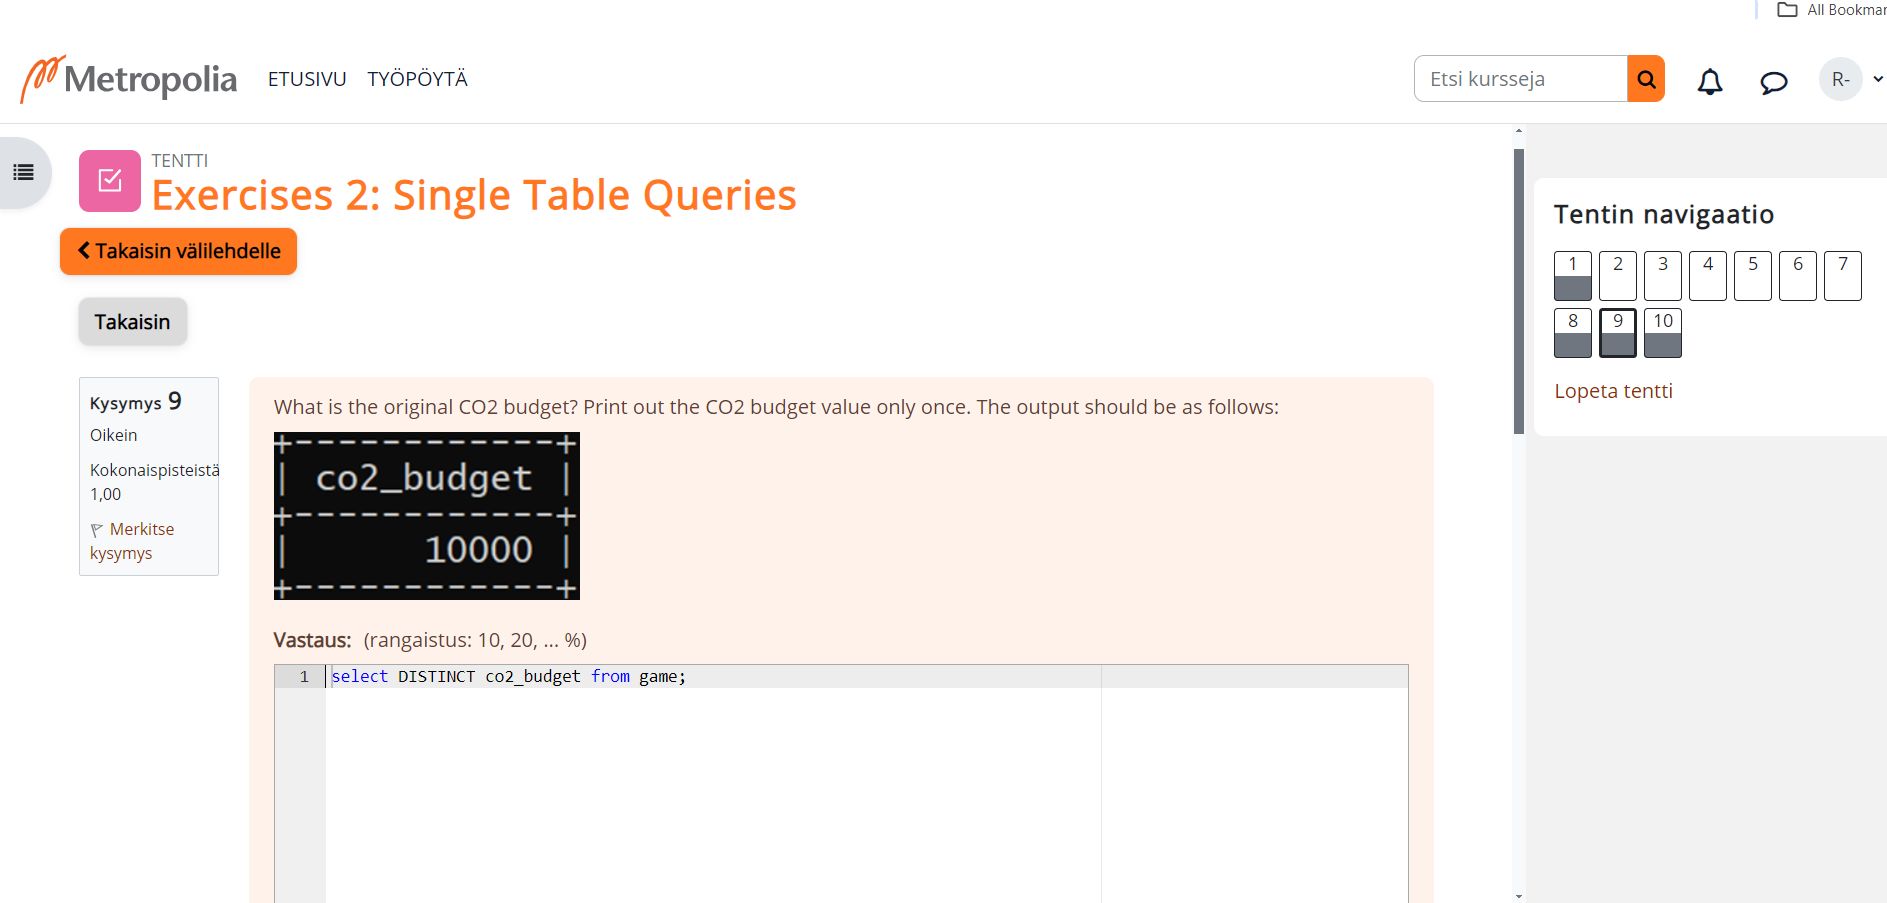 All Bookmar
Metropolia ETUSIVU TYÖPÖYTÄ Etsi kursseja R-
TENTTI
Exercises 2: Single Table Queries
Takaisin välilehdelle
Takaisin
Kysymys 9
Oikein
Kokonaispisteistä
1,00
Merkitse
kysymys
What is the original CO2 budget? Print out the CO2 budget value only once. The output should be as follows:
+------------+
| co2_budget |
+------------+
|      10000 |
+------------+
Vastaus: (rangaistus: 10, 20, ... %)
1 select DISTINCT co2_budget from game;
Tentin navigaatio
1 2 3 4 5 6 7
8 9 10
Lopeta tentti